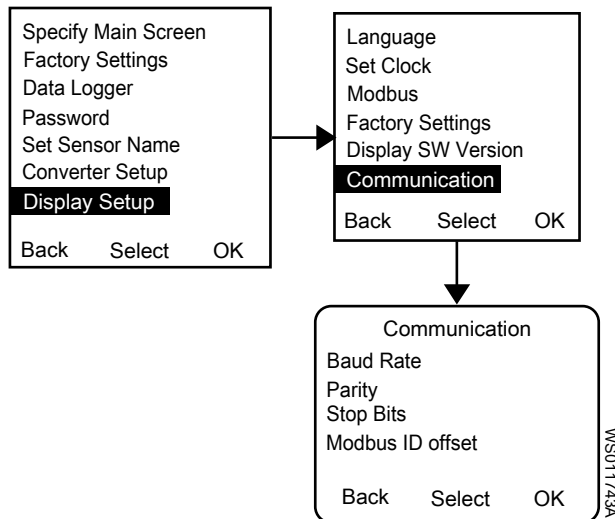 Specify Main Screen
Factory Settings
Data Logger
Password
Set Sensor Name
Converter Setup
Display Setup
Back Select OK
Language
Set Clock
Modbus
Factory Settings
Display SW Version
Communication
Back Select OK
Communication
Baud Rate
Parity
Stop Bits
Modbus ID offset
Back Select OK
WS011743A